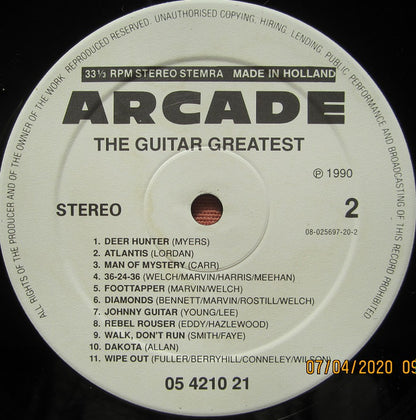 ALL RIGHTS OF THE PRODUCER AND OF THE OWNER OF THE WORK REPRODUCED RESERVED. UNAUTHORISED COPYING, HIRING, LENDING, PUBLIC PERFORMANCE AND BROADCASTING OF THIS RECORD PROHIBITED
33⅓ RPM STEREO STEMRA MADE IN HOLLAND
ARCADE
THE GUITAR GREATEST
℗ 1990
STEREO
2
08-025697-20-2
1. DEER HUNTER (MYERS)
2. ATLANTIS (LORDAN)
3. MAN OF MYSTERY (CARR)
4. 36-24-36 (WELCH/MARVIN/HARRIS/MEEHAN)
5. FOOTTAPPER (MARVIN/WELCH)
6. DIAMONDS (BENNETT/MARVIN/ROSTILL/WELCH)
7. JOHNNY GUITAR (YOUNG/LEE)
8. REBEL ROUSER (EDDY/HAZLEWOOD)
9. WALK, DON'T RUN (SMITH/FAYE)
10. DAKOTA (ALLAN)
11. WIPE OUT (FULLER/BERRYHILL/CONNELEY/WILSON)
05 4210 21
07/04/2020 09